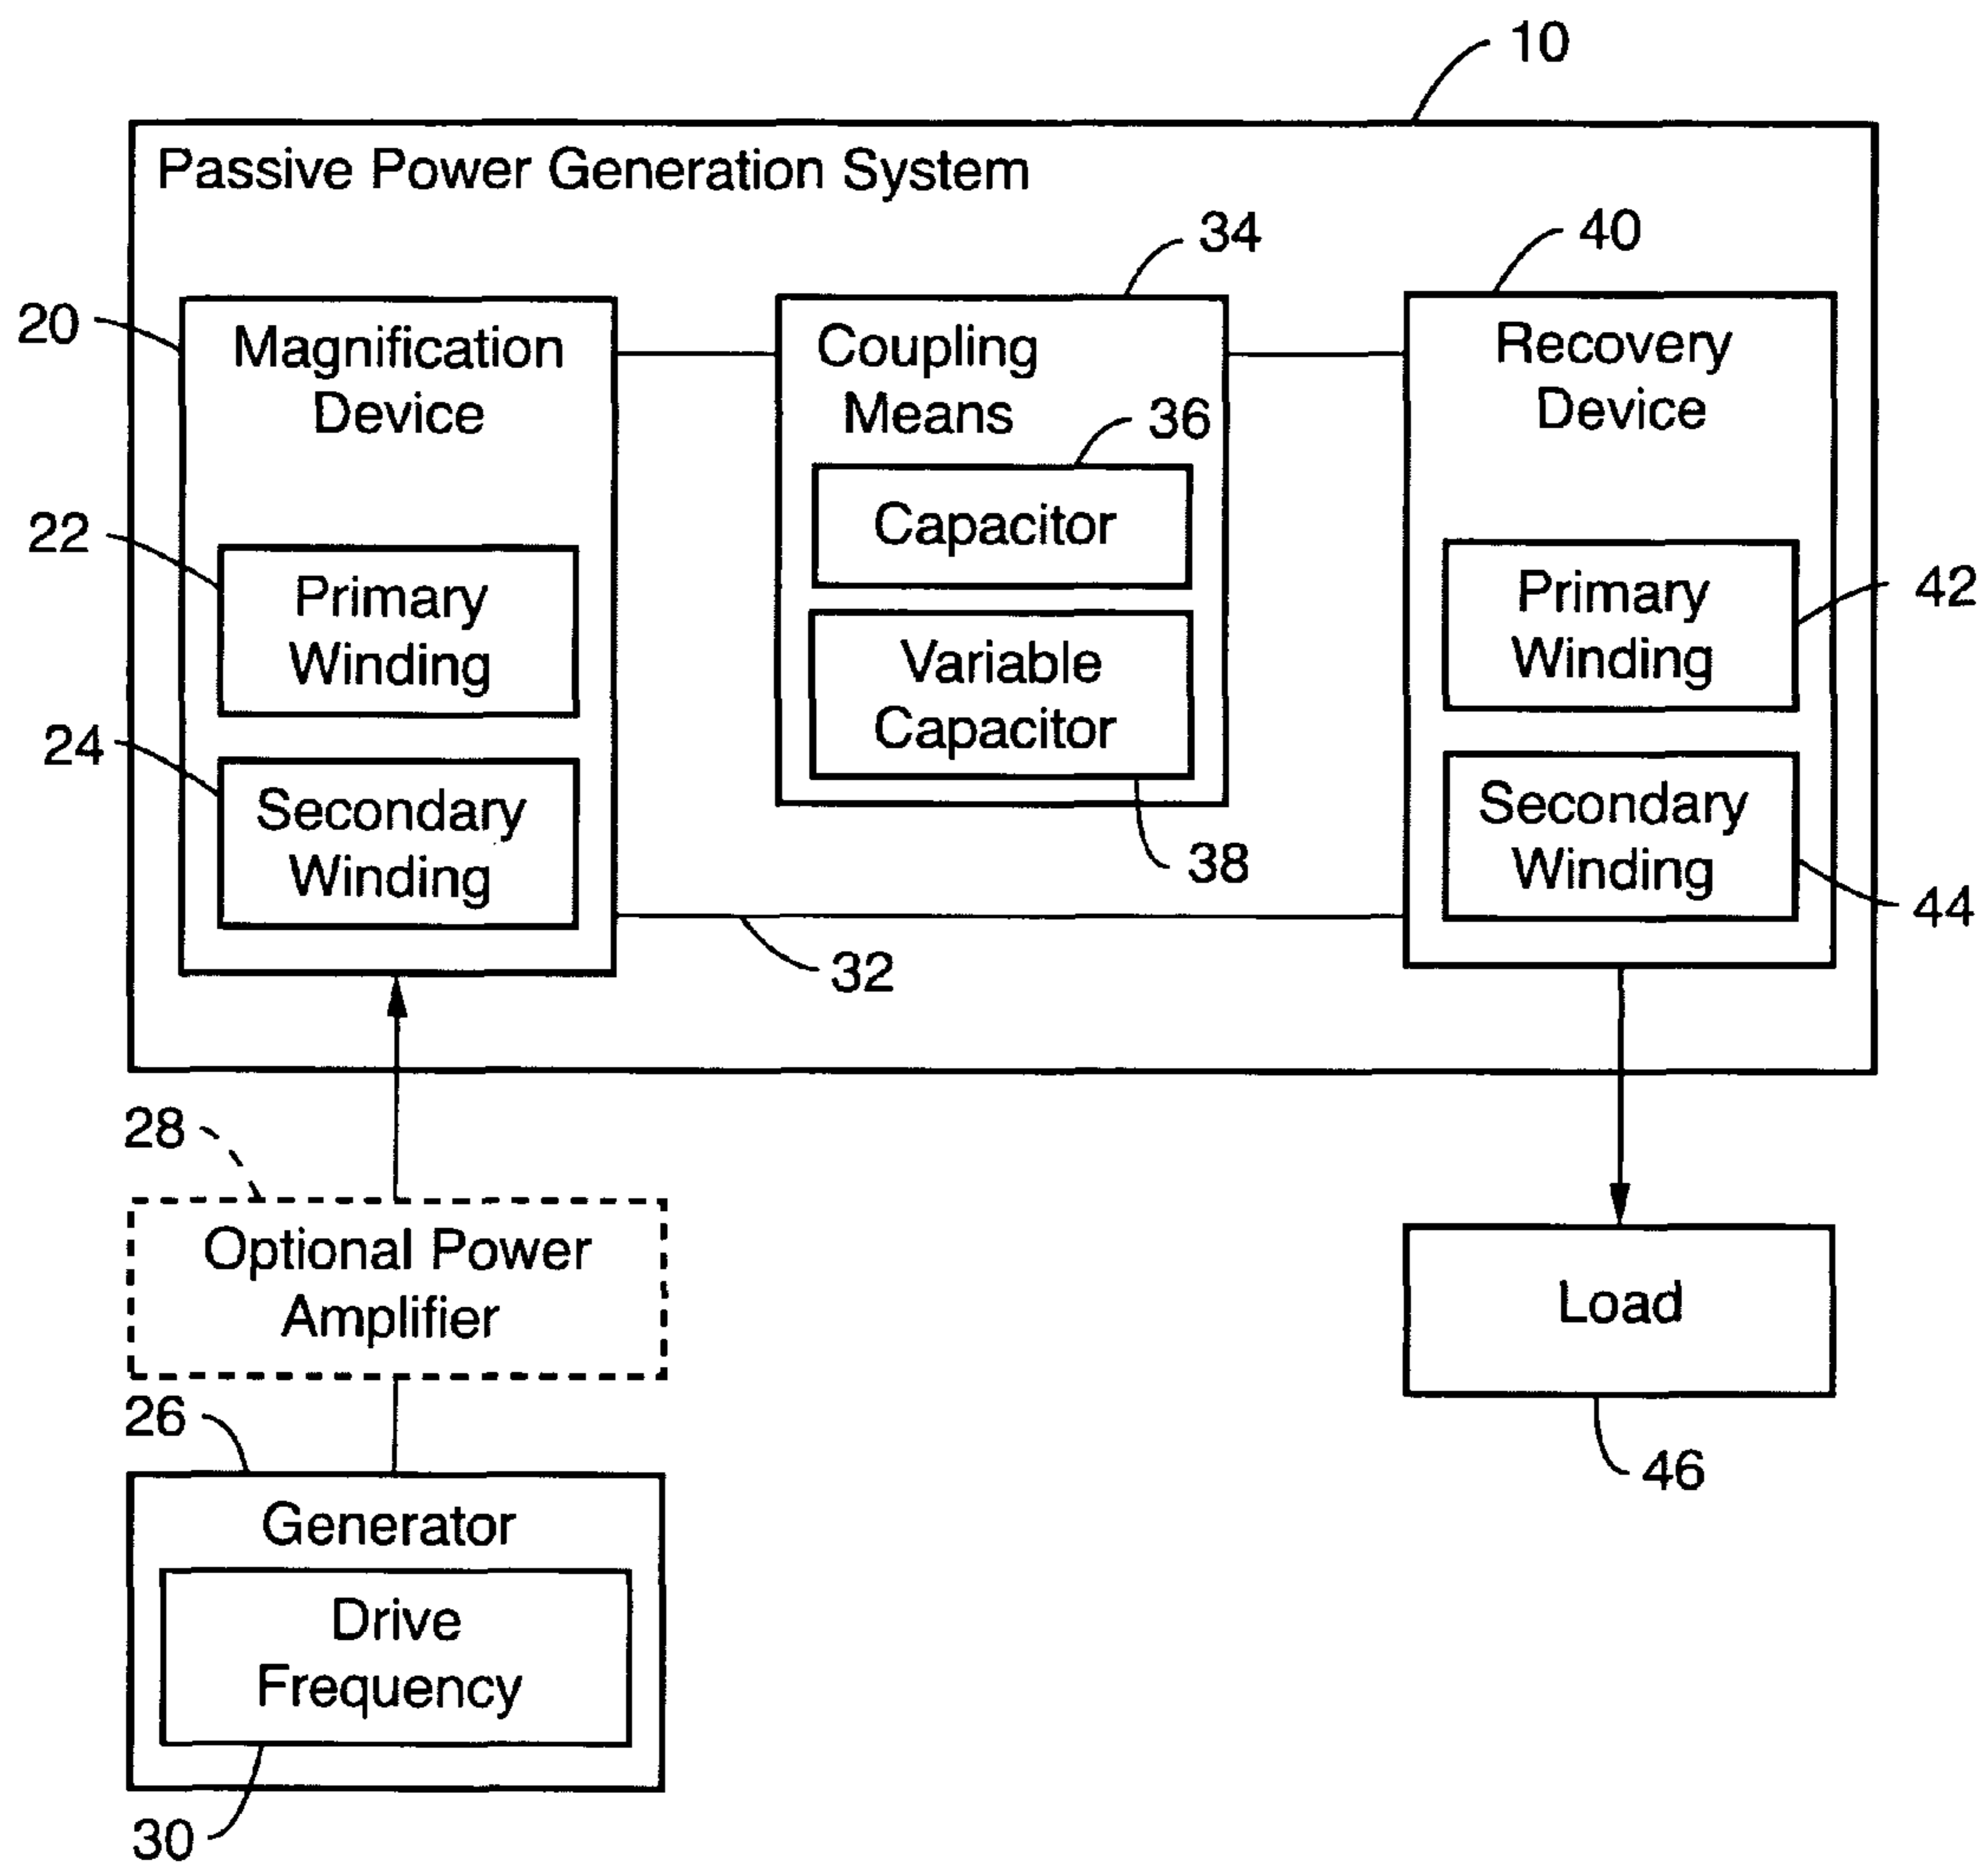 10
Passive Power Generation System
34
40
20
Magnification
Device
Coupling
Means
36
Recovery
Device
22
Primary
Winding
Capacitor
Primary
Winding
42
24
Secondary
Winding
Variable
Capacitor
38
Secondary
Winding
44
32
28
Optional Power
Amplifier
Load
46
26
Generator
Drive
Frequency
30